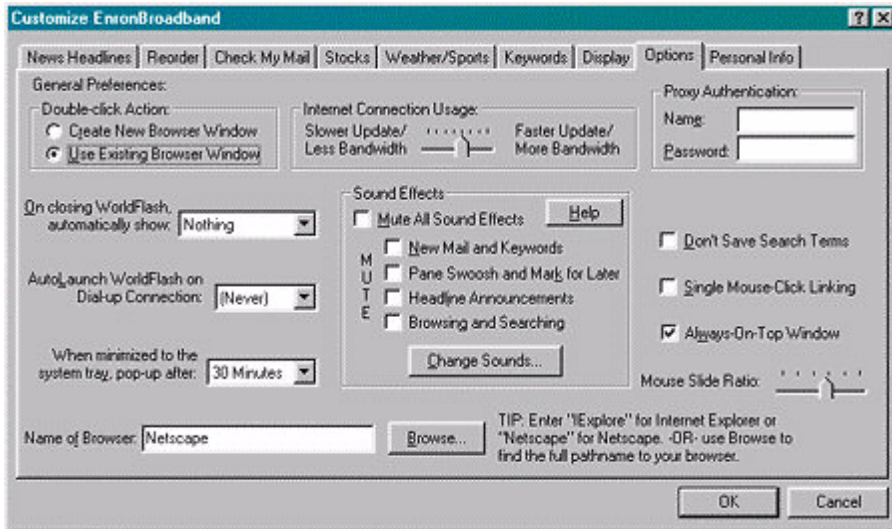 Customize EnronBroadband
News Headlines Reorder Check My Mail Stocks Weather/Sports Keywords Display Options Personal Info
General Preferences:
Double-click Action:
Create New Browser Window
Use Existing Browser Window
Internet Connection Usage:
Slower Update/
Less Bandwidth
Faster Update/
More Bandwidth
Proxy Authentication:
Name:
Password:
On closing WorldFlash,
automatically show: Nothing
AutoLaunch WorldFlash on
Dial-up Connection: (Never)
When minimized to the
system tray, pop-up after: 30 Minutes
Sound Effects
Mute All Sound Effects Help
MUTE
New Mail and Keywords
Pane Swoosh and Mark for Later
Headline Announcements
Browsing and Searching
Change Sounds...
Don't Save Search Terms
Single Mouse-Click Linking
Always-On-Top Window
Mouse Slide Ratio:
Name of Browser: Netscape Browse...
TIP: Enter "IExplore" for Internet Explorer or
"Netscape" for Netscape. -OR- use Browse to
find the full pathname to your browser.
OK Cancel